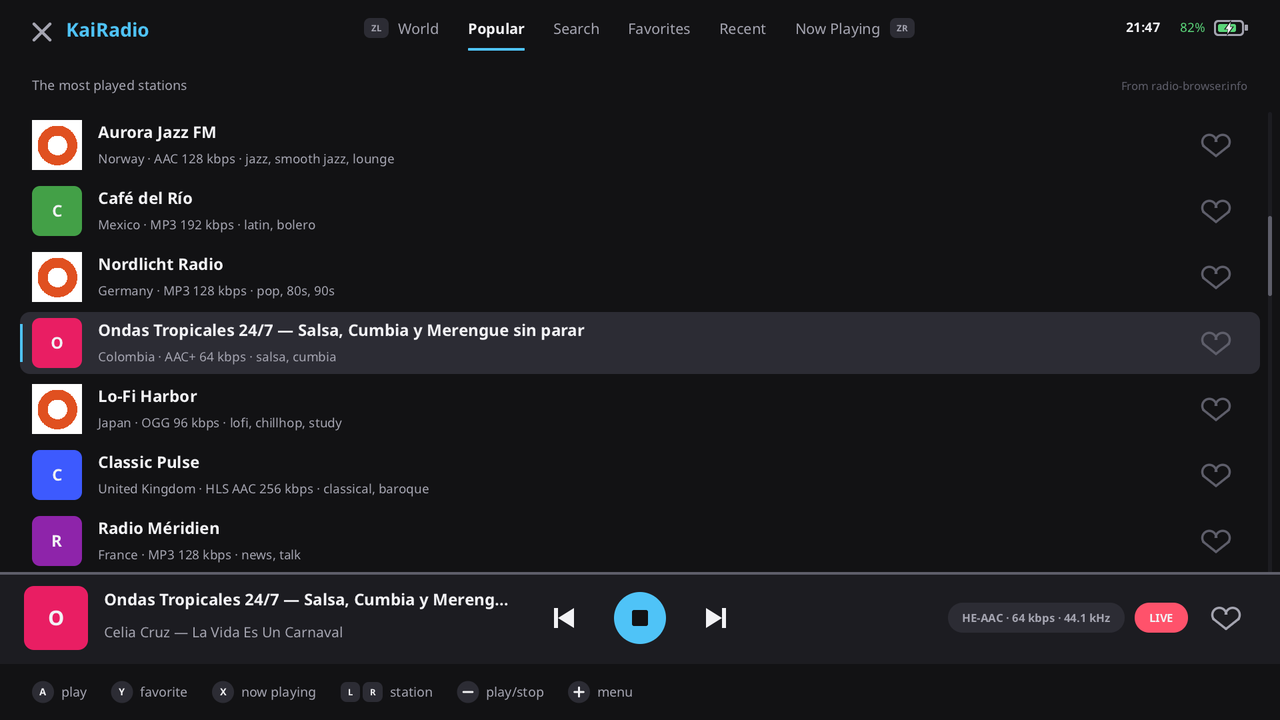 KaiRadio
ZL World Popular Search Favorites Recent Now Playing ZR
21:47 82%
The most played stations
From radio-browser.info
Aurora Jazz FM
Norway · AAC 128 kbps · jazz, smooth jazz, lounge
C
Café del Río
Mexico · MP3 192 kbps · latin, bolero
Nordlicht Radio
Germany · MP3 128 kbps · pop, 80s, 90s
O
Ondas Tropicales 24/7 — Salsa, Cumbia y Merengue sin parar
Colombia · AAC+ 64 kbps · salsa, cumbia
Lo-Fi Harbor
Japan · OGG 96 kbps · lofi, chillhop, study
C
Classic Pulse
United Kingdom · HLS AAC 256 kbps · classical, baroque
R
Radio Méridien
France · MP3 128 kbps · news, talk
O
Ondas Tropicales 24/7 — Salsa, Cumbia y Mereng...
Celia Cruz — La Vida Es Un Carnaval
HE-AAC · 64 kbps · 44.1 kHz
LIVE
A play Y favorite X now playing L R station − play/stop + menu